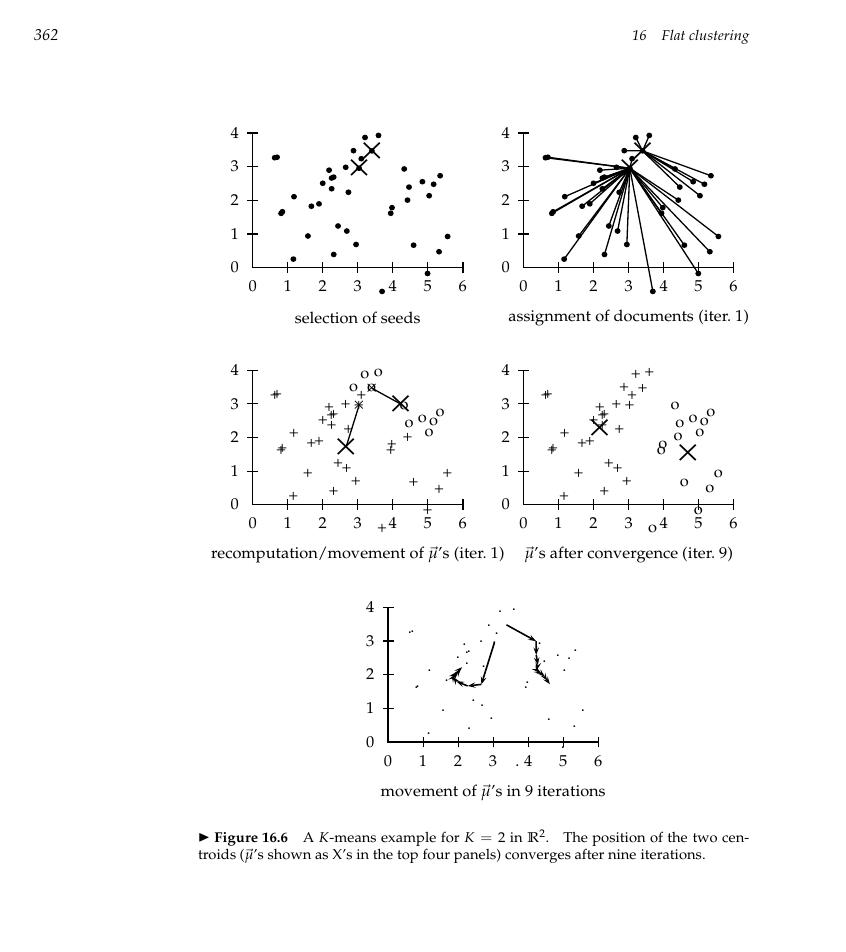 362
16 Flat clustering
4
3
2
1
0
0 1 2 3 4 5 6
selection of seeds
4
3
2
1
0
0 1 2 3 4 5 6
assignment of documents (iter. 1)
4
3
2
1
0
0 1 2 3 4 5 6
recomputation/movement of μ⃗'s (iter. 1)
4
3
2
1
0
0 1 2 3 4 5 6
μ⃗'s after convergence (iter. 9)
4
3
2
1
0
0 1 2 3 4 5 6
movement of μ⃗'s in 9 iterations
▶ Figure 16.6 A K-means example for K = 2 in ℝ². The position of the two cen-
troids (μ⃗'s shown as X's in the top four panels) converges after nine iterations.